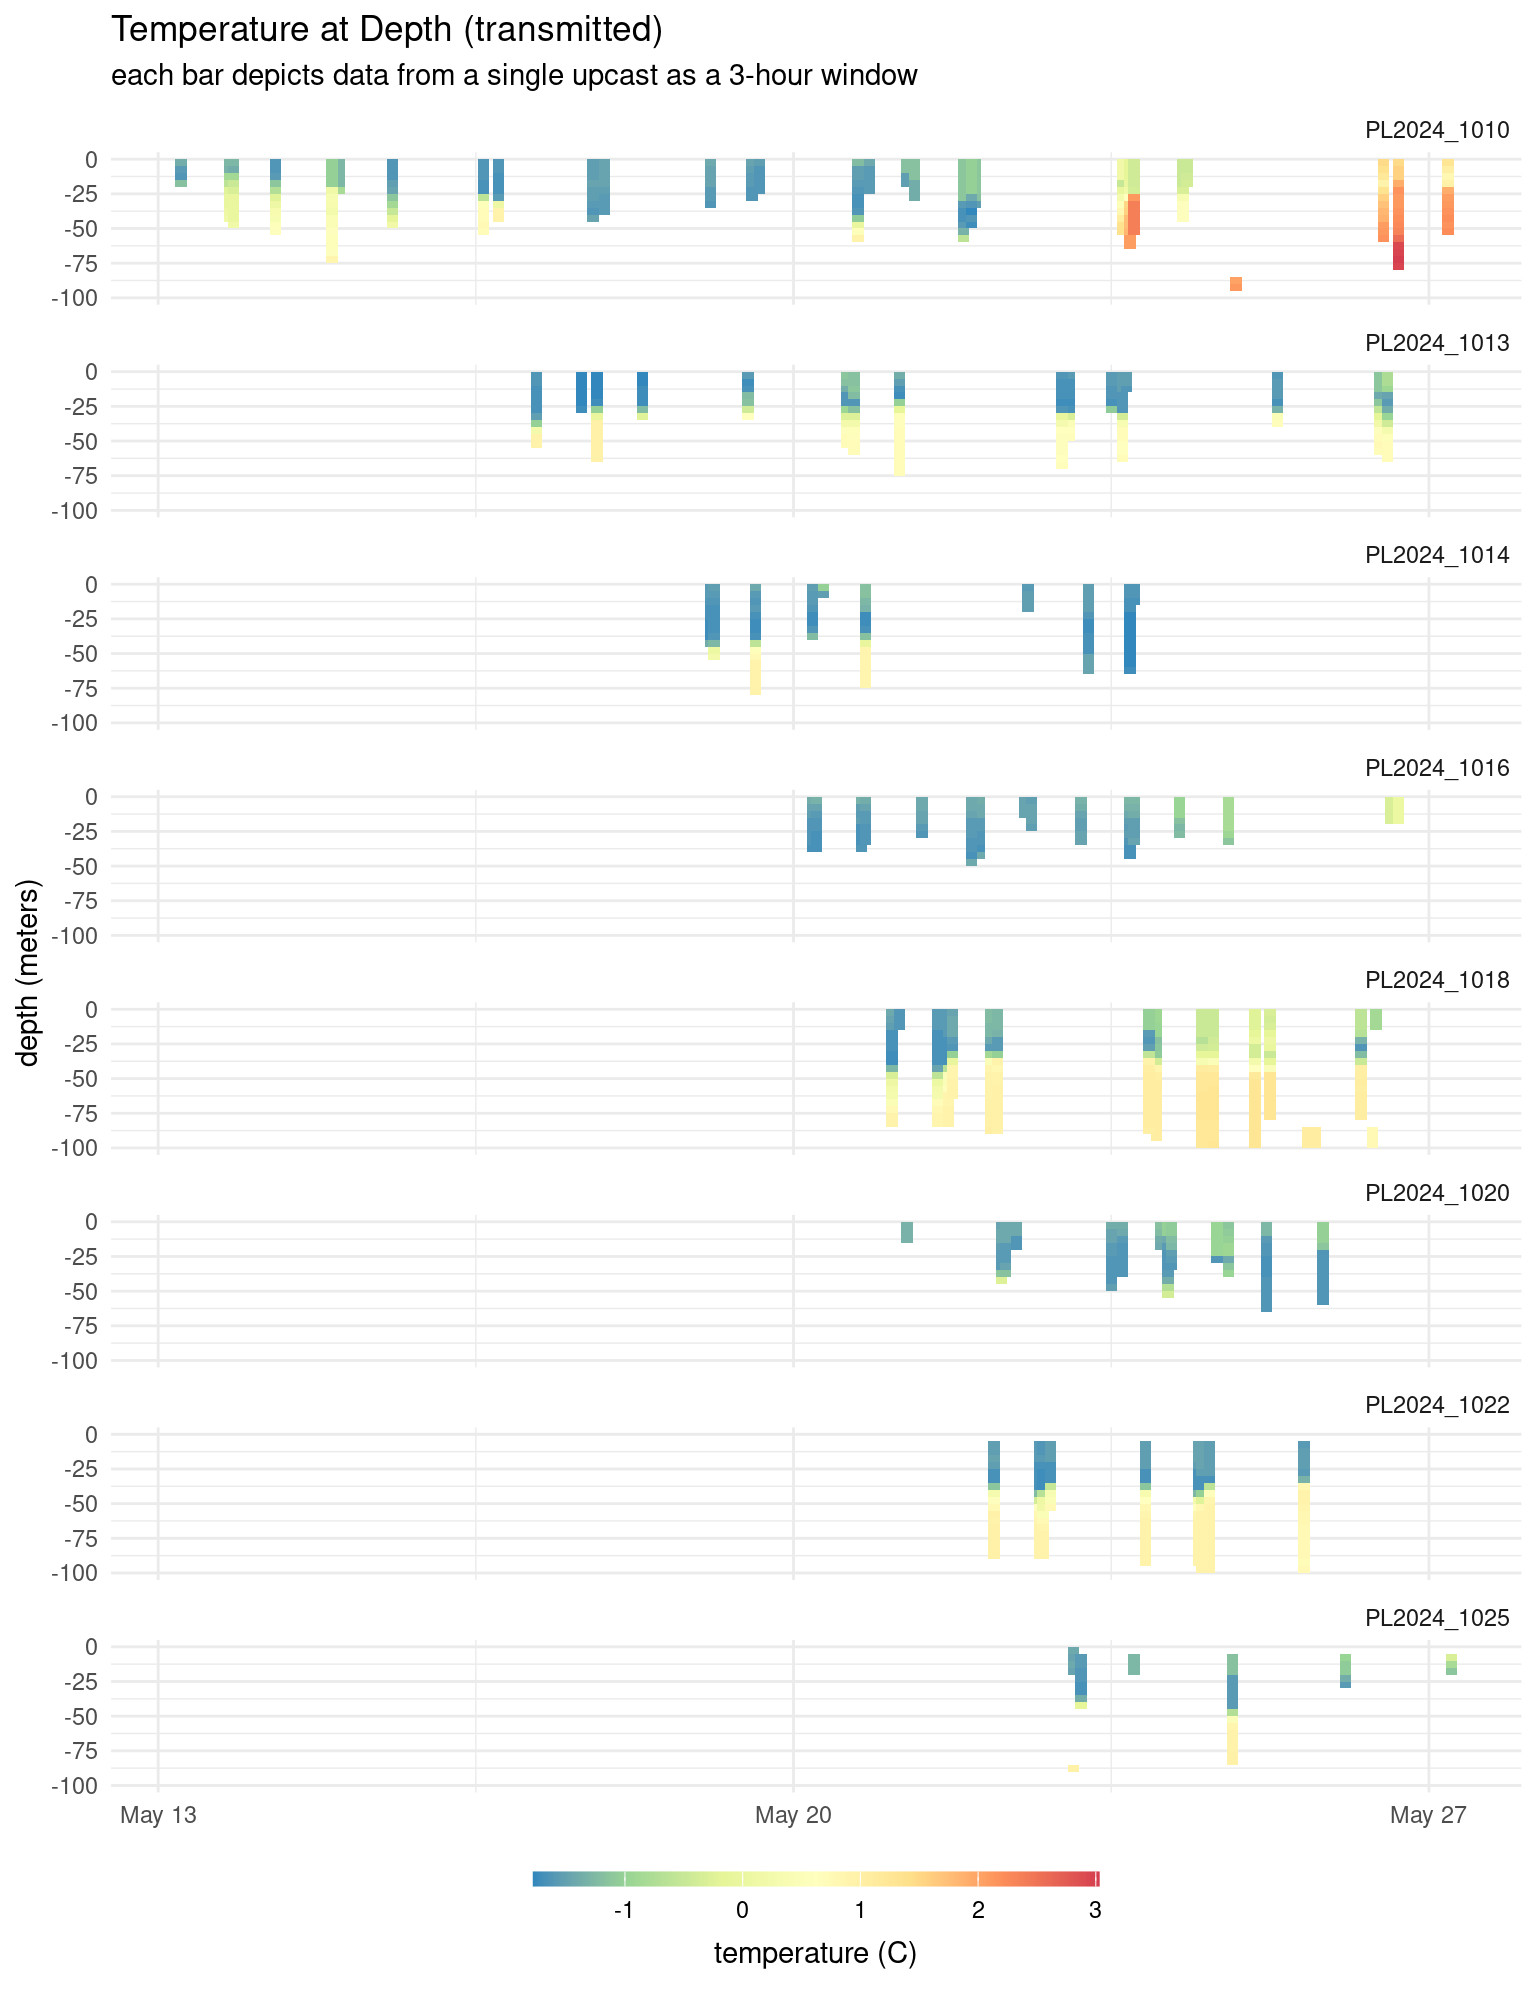 Temperature at Depth (transmitted)
each bar depicts data from a single upcast as a 3-hour window
PL2024_1010
0
-25
-50
-75
-100
PL2024_1013
0
-25
-50
-75
-100
PL2024_1014
0
-25
-50
-75
-100
PL2024_1016
0
-25
-50
-75
-100
depth (meters)
PL2024_1018
0
-25
-50
-75
-100
PL2024_1020
0
-25
-50
-75
-100
PL2024_1022
0
-25
-50
-75
-100
PL2024_1025
0
-25
-50
-75
-100
May 13 May 20 May 27
-1 0 1 2 3
temperature (C)